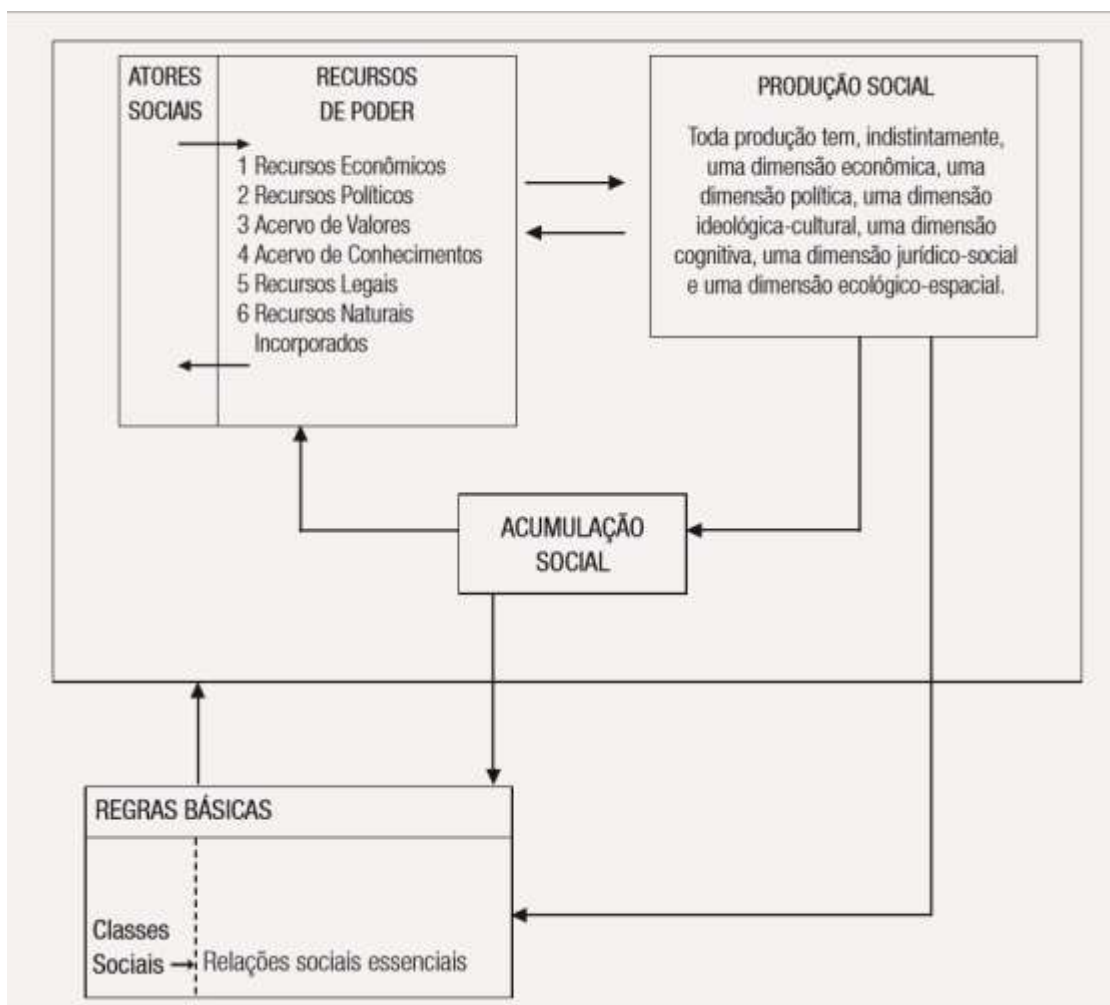 ATORES
SOCIAIS
RECURSOS
DE PODER
1 Recursos Econômicos
2 Recursos Políticos
3 Acervo de Valores
4 Acervo de Conhecimentos
5 Recursos Legais
6 Recursos Naturais
Incorporados
PRODUÇÃO SOCIAL
Toda produção tem, indistintamente,
uma dimensão econômica, uma
dimensão política, uma dimensão
ideológica-cultural, uma dimensão
cognitiva, uma dimensão jurídico-social
e uma dimensão ecológico-espacial.
ACUMULAÇÃO
SOCIAL
REGRAS BÁSICAS
Classes
Sociais
Relações sociais essenciais